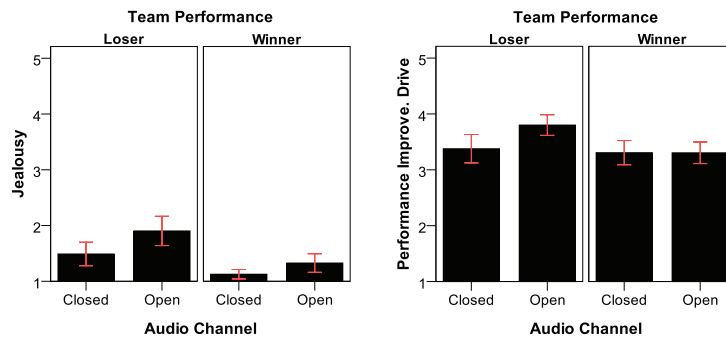 Team Performance
Loser Winner
5
4
3
2
1
Jealousy
Closed Open Closed Open
Audio Channel
Team Performance
Loser Winner
5
4
3
2
1
Performance Improve. Drive
Closed Open Closed Open
Audio Channel